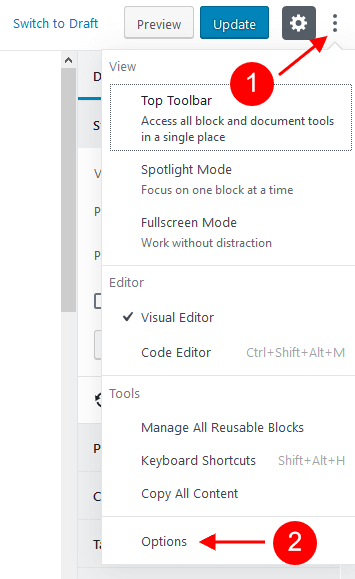 Switch to Draft Preview Update
1
View
Top Toolbar
Access all block and document tools
in a single place
Spotlight Mode
Focus on one block at a time
Fullscreen Mode
Work without distraction
Editor
Visual Editor
Code Editor Ctrl+Shift+Alt+M
Tools
Manage All Reusable Blocks
Keyboard Shortcuts Shift+Alt+H
Copy All Content
Options 2